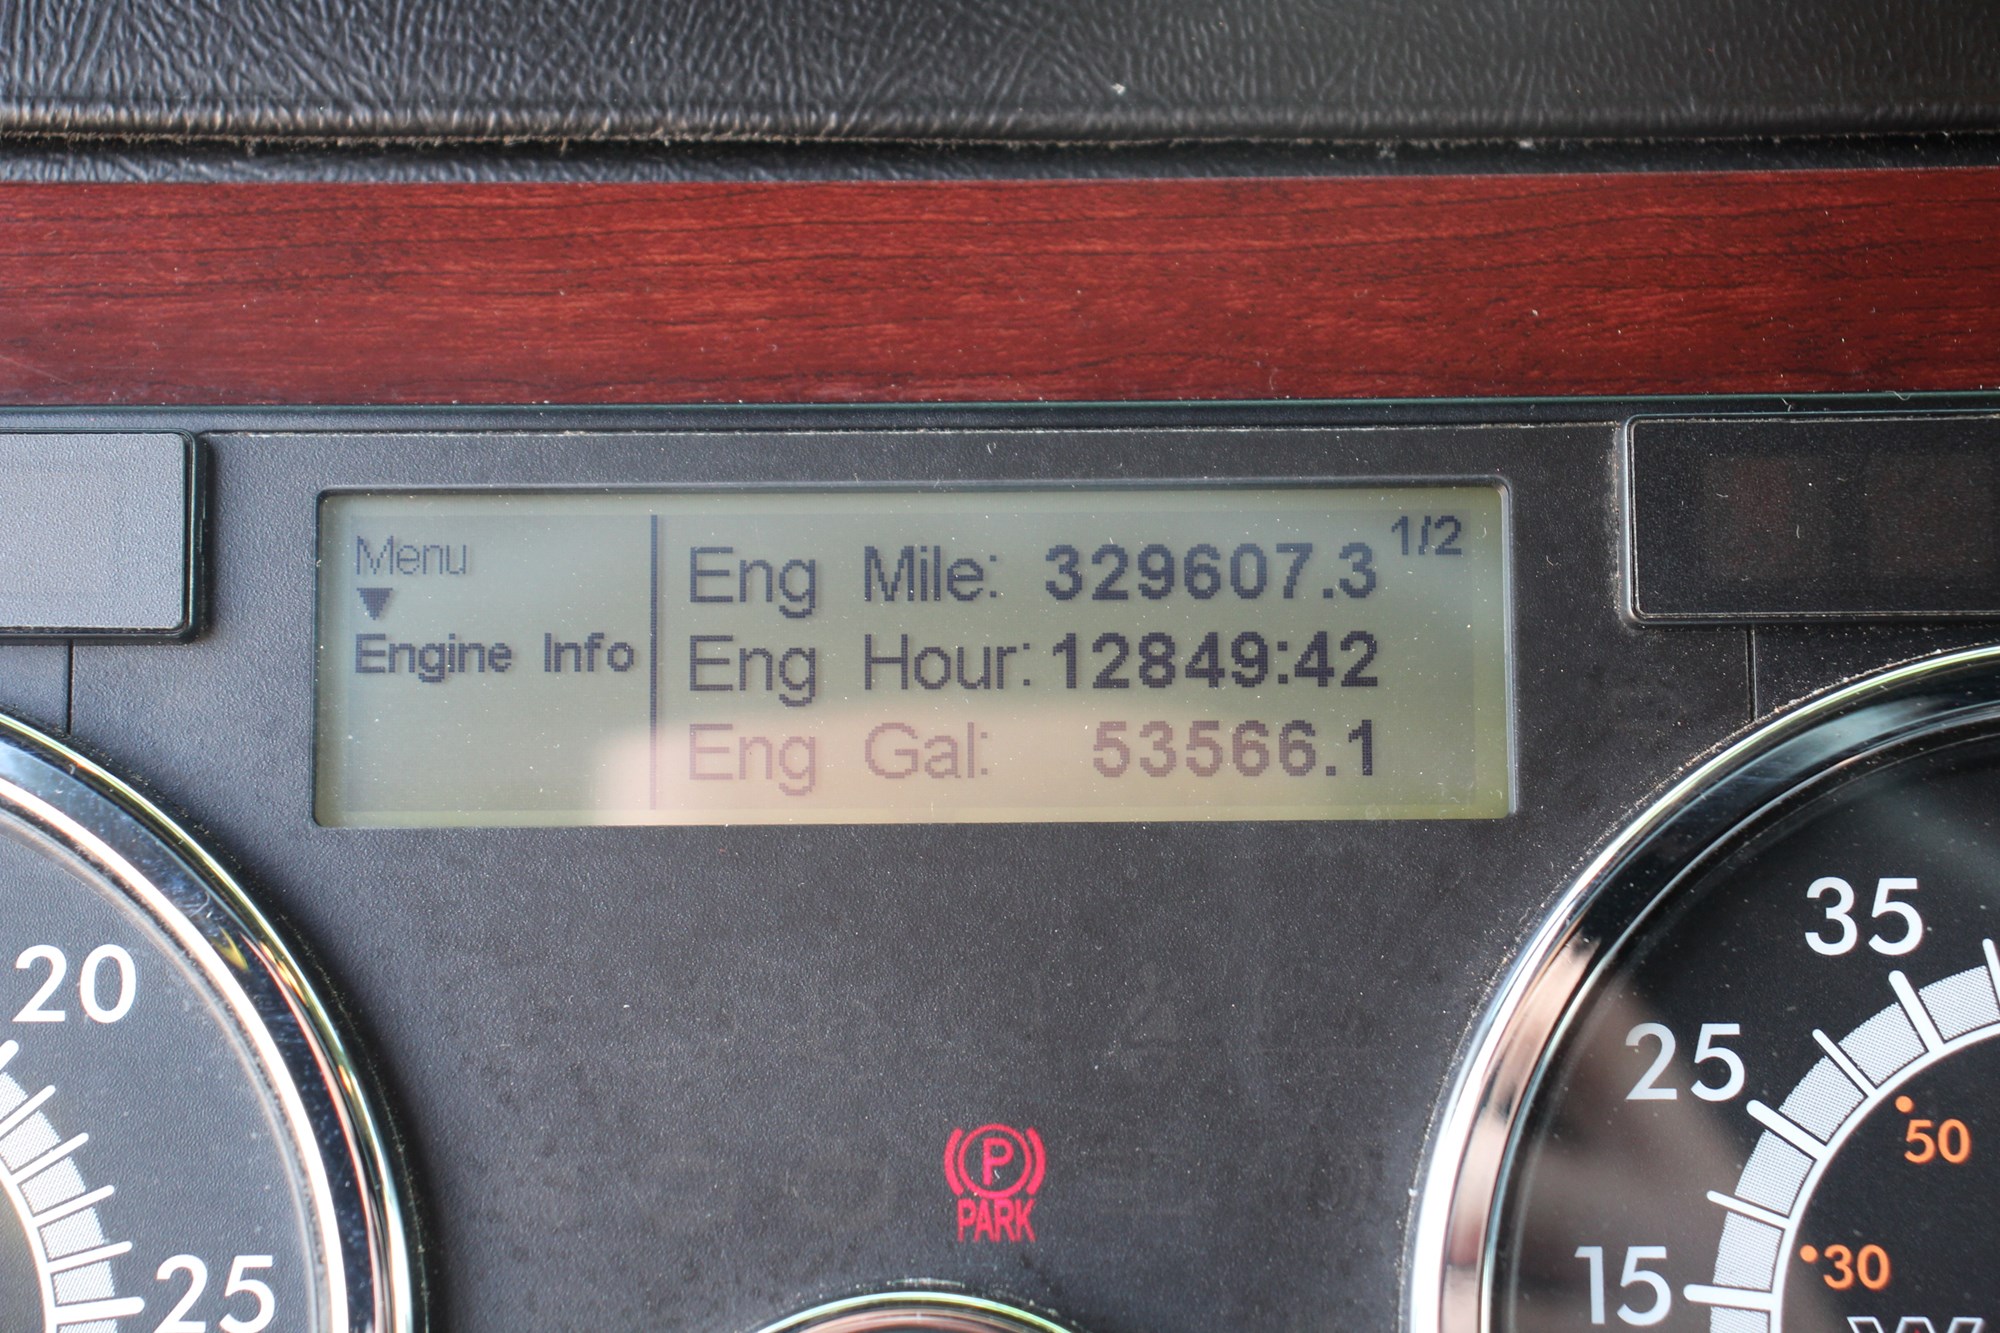 Menu
▼
Engine Info
1/2
Eng Mile: 329607.3
Eng Hour: 12849:42
Eng Gal: 53566.1
20
25
P
PARK
35
25
15
50
30